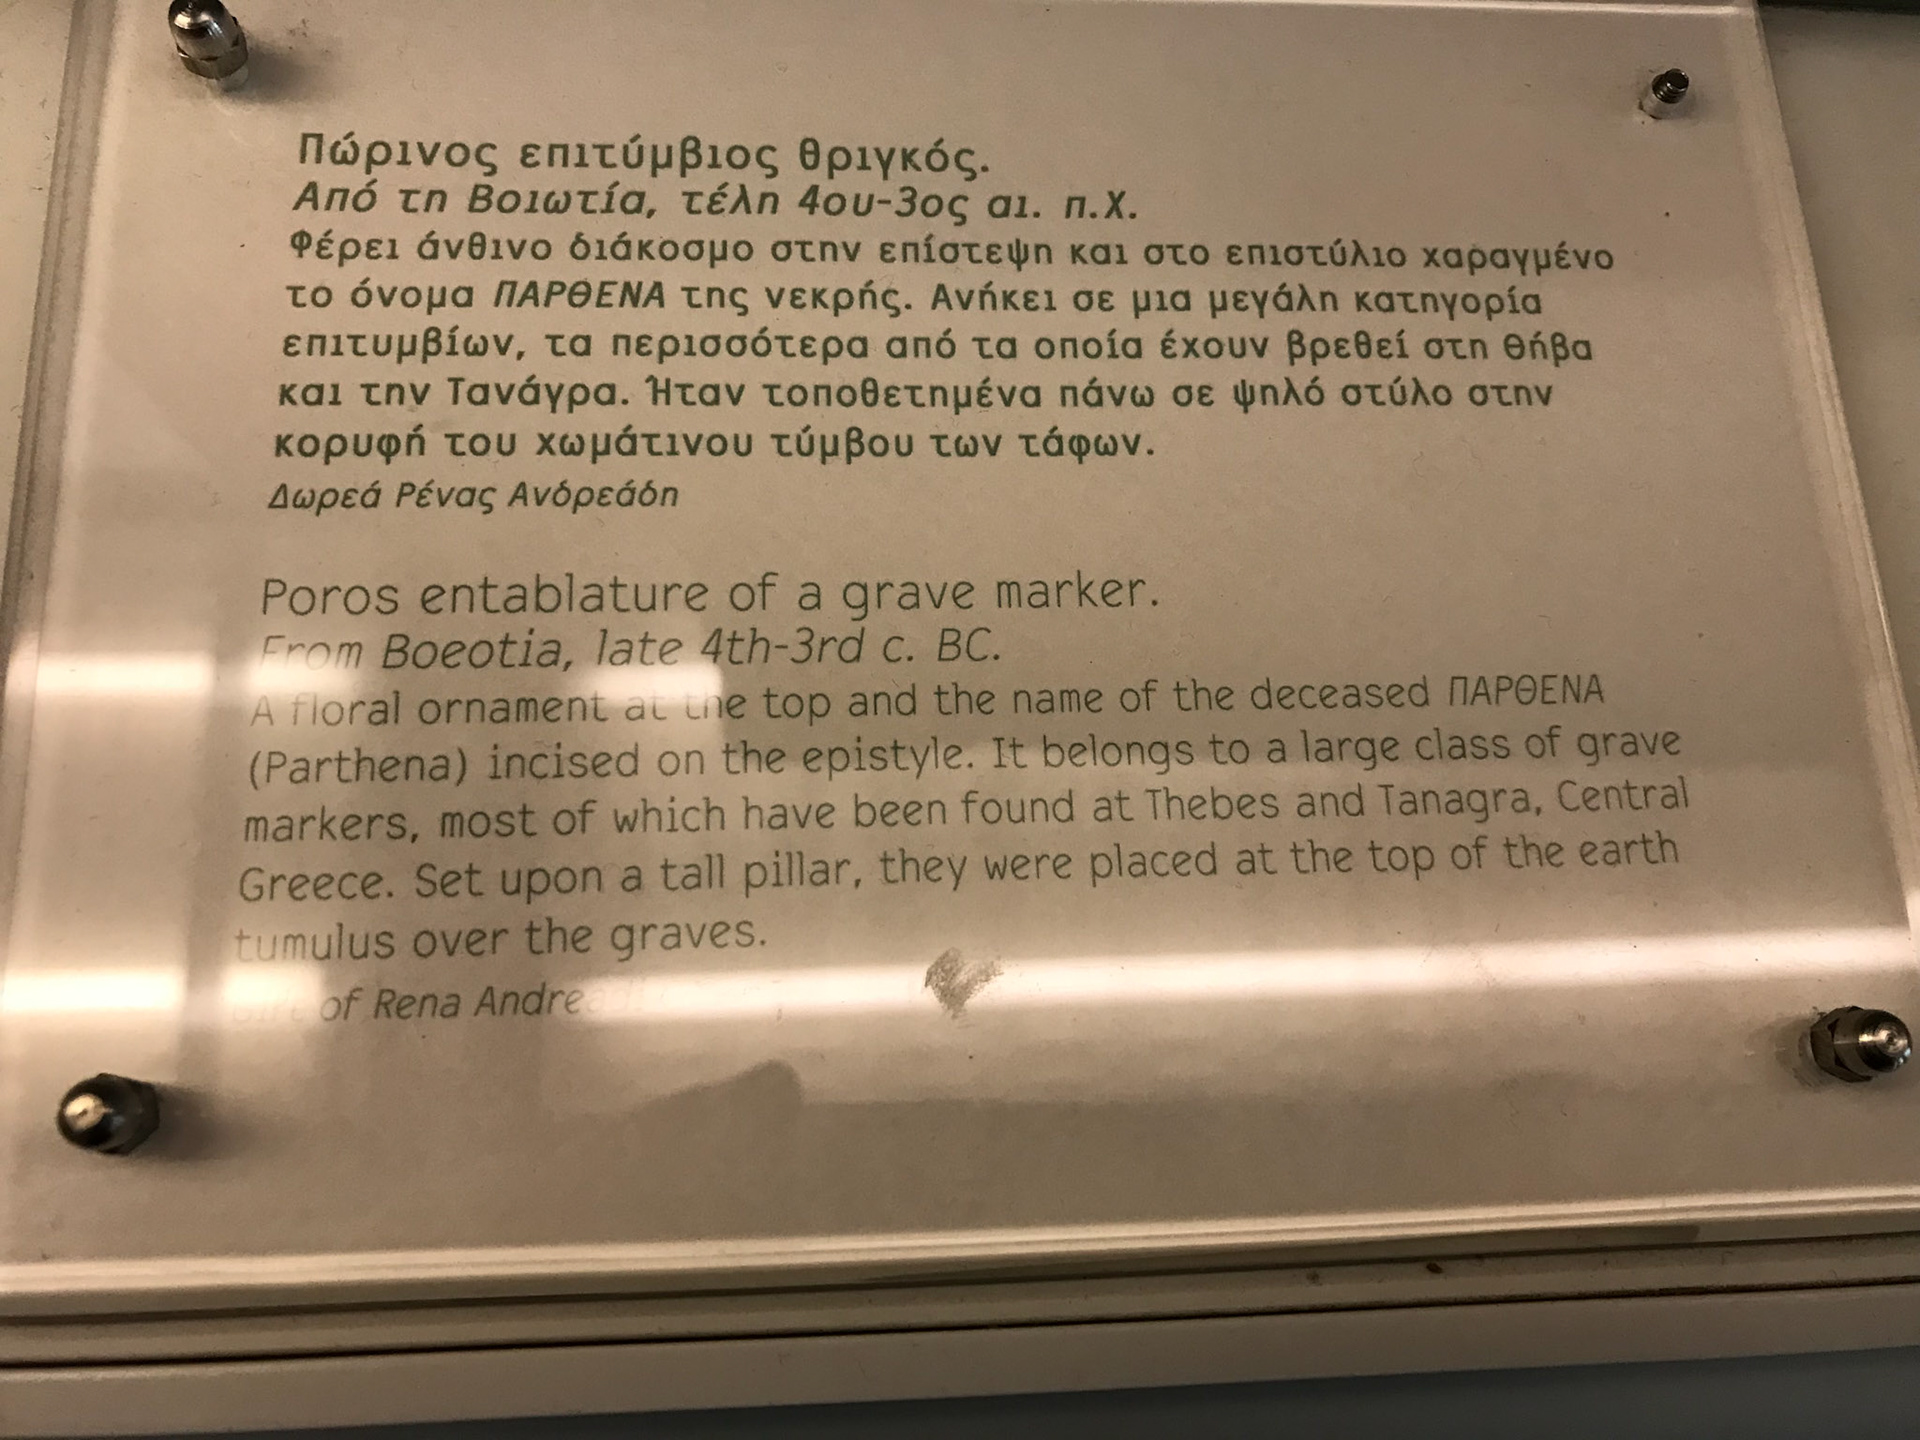 Πώρινος επιτύμβιος θριγκός.
Από τη Βοιωτία, τέλη 4ου-3ος αι. π.Χ.
Φέρει άνθινο διάκοσμο στην επίστεψη και στο επιστύλιο χαραγμένο
το όνομα ΠΑΡΘΕΝΑ της νεκρής. Ανήκει σε μια μεγάλη κατηγορία
επιτυμβίων, τα περισσότερα από τα οποία έχουν βρεθεί στη Θήβα
και την Τανάγρα. Ήταν τοποθετημένα πάνω σε ψηλό στύλο στην
κορυφή του χωμάτινου τύμβου των τάφων.
Δωρεά Ρένας Ανδρεάδη
Poros entablature of a grave marker.
From Boeotia, late 4th-3rd c. BC.
A floral ornament at the top and the name of the deceased ΠΑΡΘΕΝΑ
(Parthena) incised on the epistyle. It belongs to a large class of grave
markers, most of which have been found at Thebes and Tanagra, Central
Greece. Set upon a tall pillar, they were placed at the top of the earth
tumulus over the graves.
of Rena